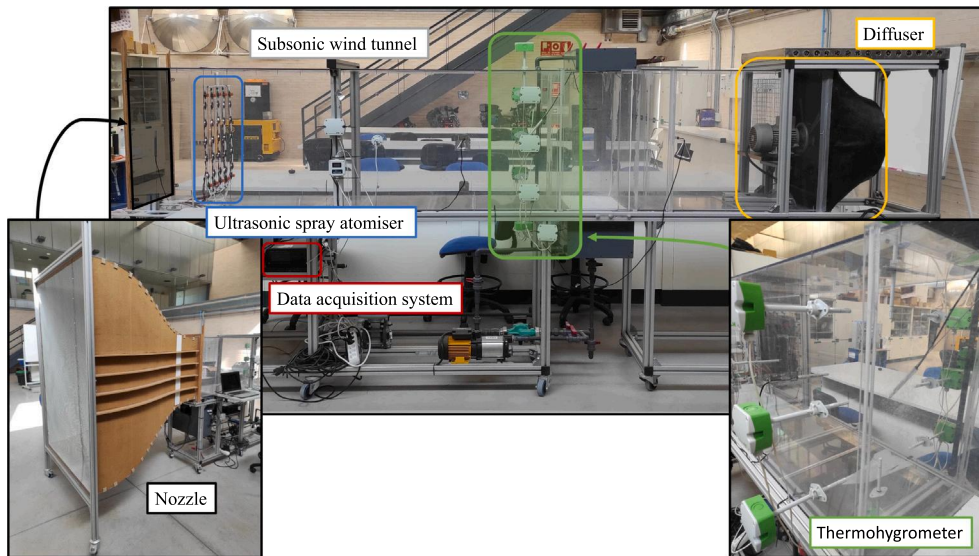 Subsonic wind tunnel
Diffuser
Ultrasonic spray atomiser
Data acquisition system
Nozzle
Thermohygrometer